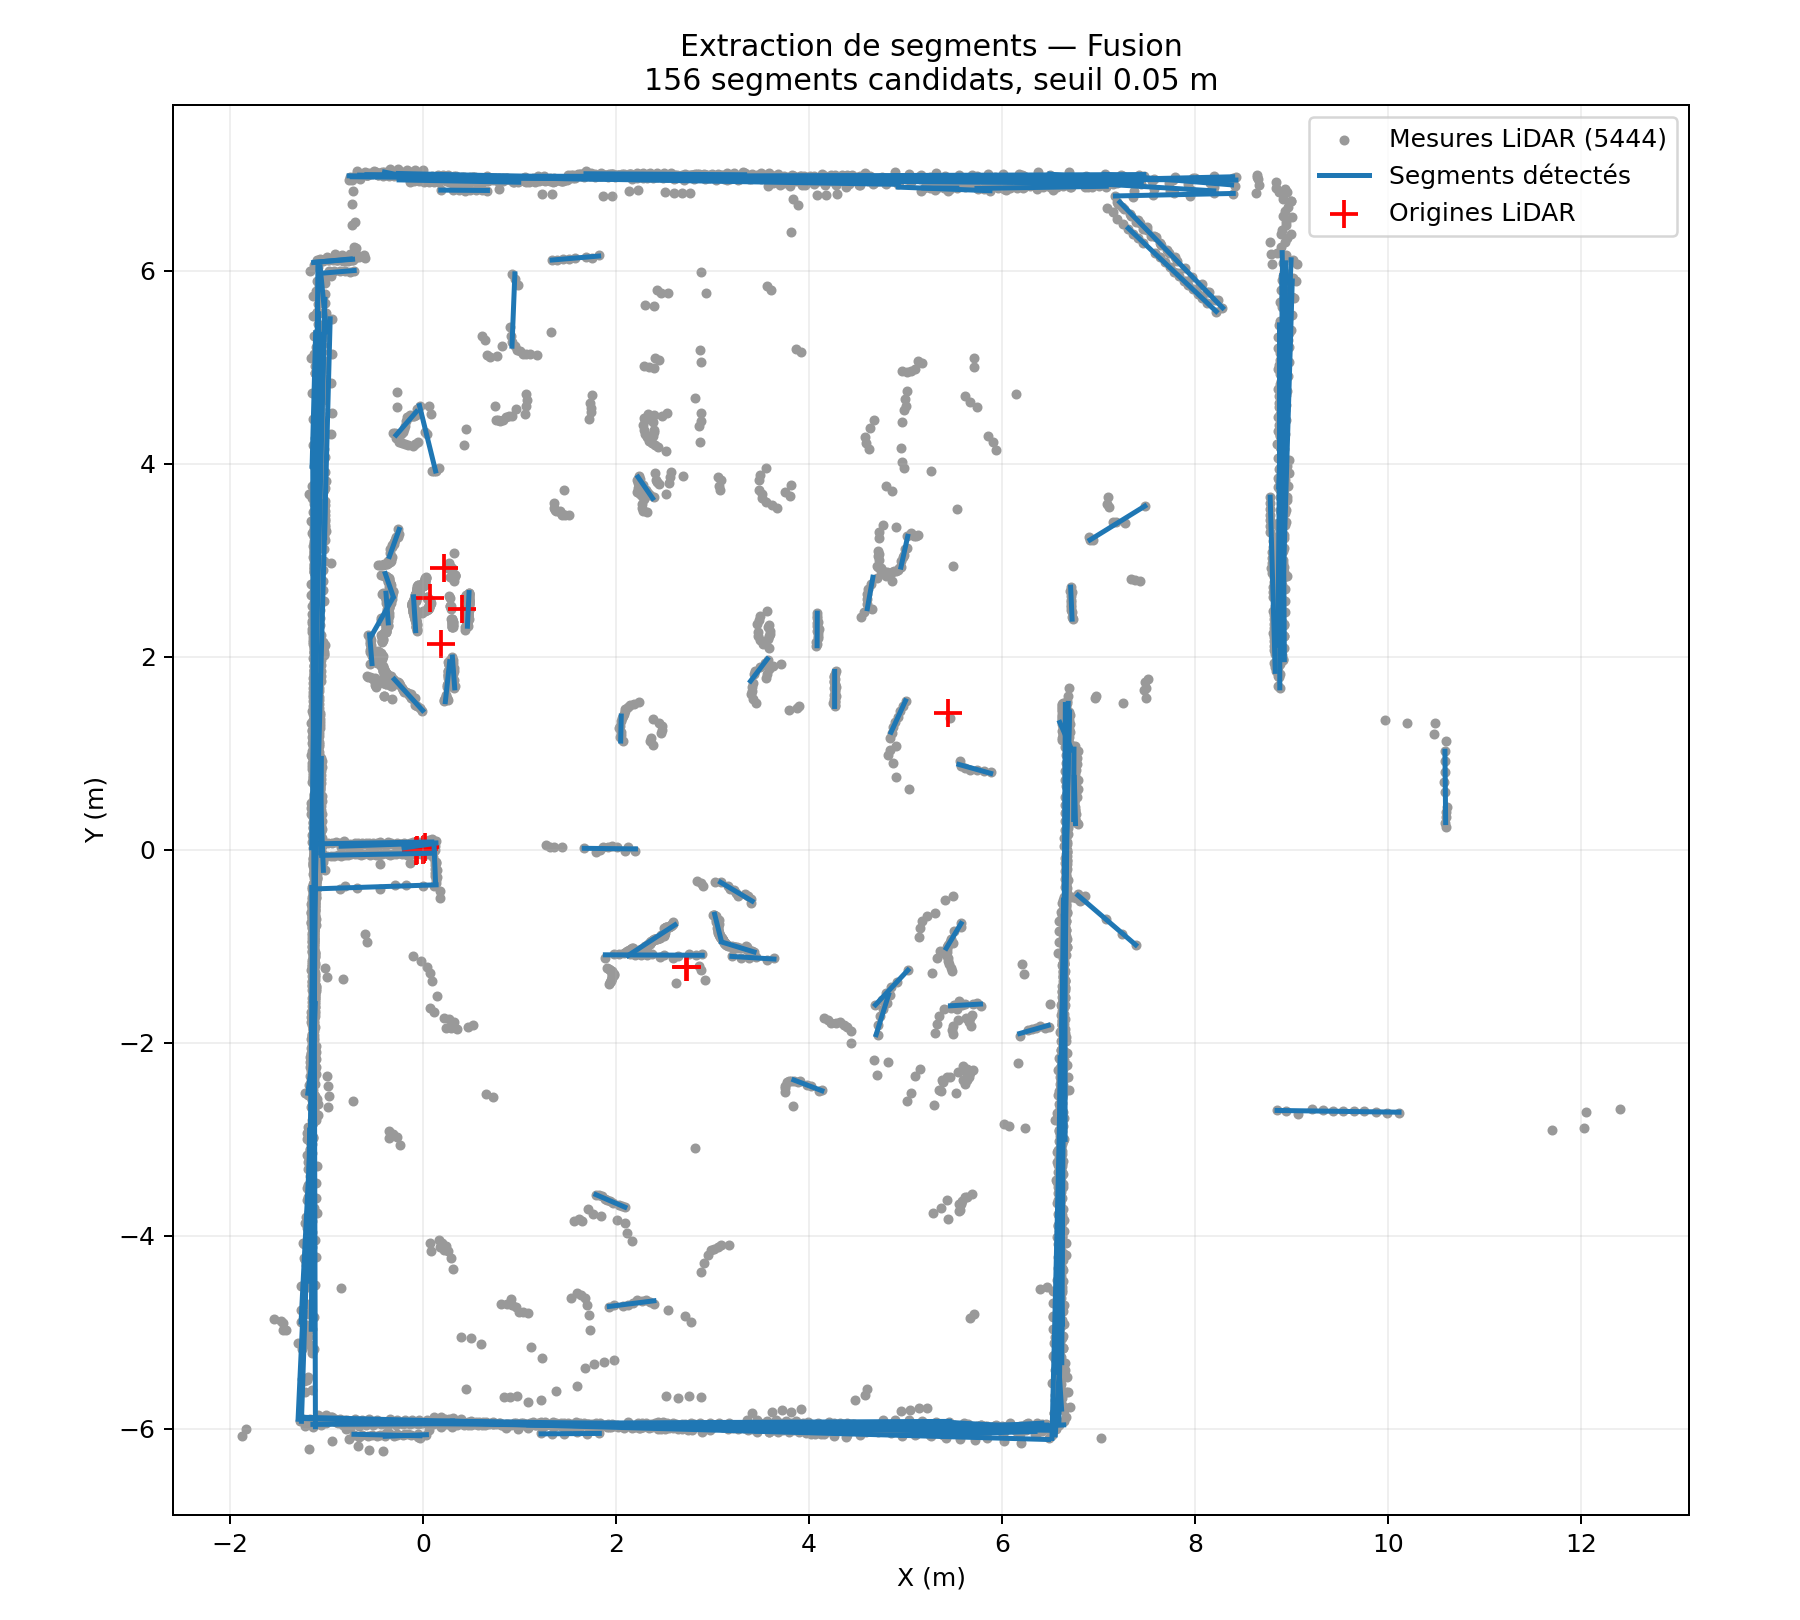 Extraction de segments — Fusion
156 segments candidats, seuil 0.05 m
Mesures LiDAR (5444)
Segments détectés
Origines LiDAR
6
4
2
0
−2
−4
−6
Y (m)
−2
0
2
4
6
8
10
12
X (m)